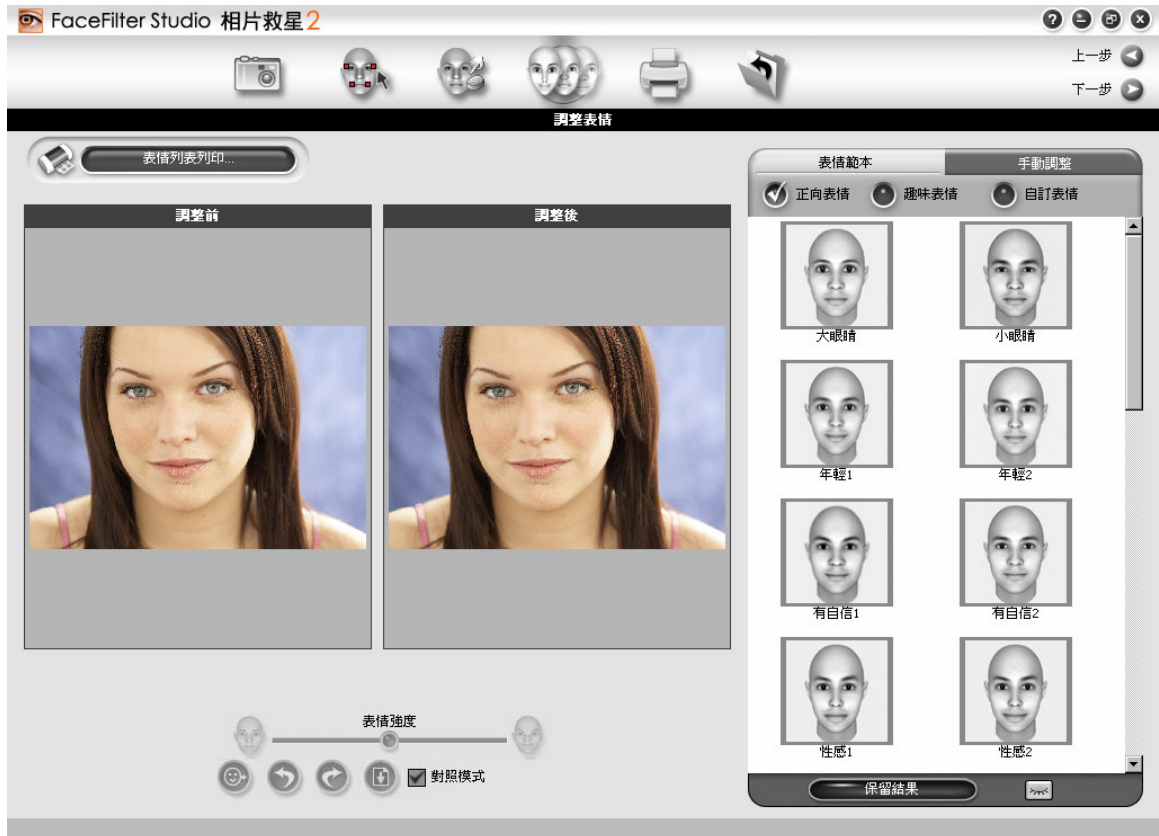 FaceFilter Studio 相片救星2
上一步
下一步
調整表情
表情列表列印...
調整前
調整後
表情強度
對照模式
表情範本
手動調整
正向表情
趣味表情
自訂表情
大眼睛
小眼睛
年輕1
年輕2
有自信1
有自信2
性感1
性感2
保留結果